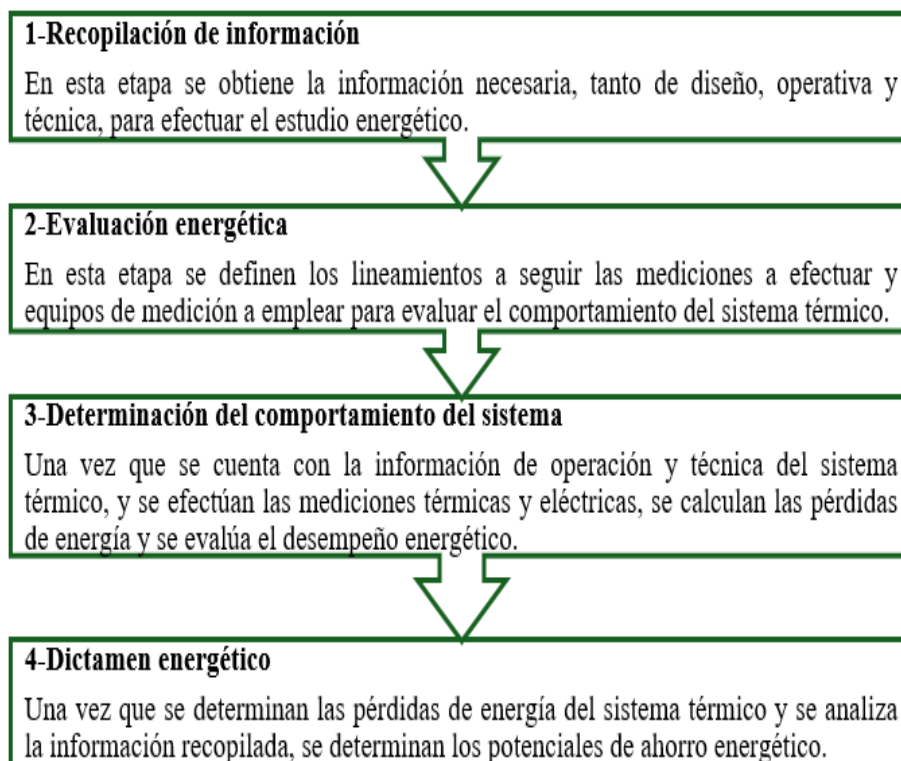 1-Recopilación de información
En esta etapa se obtiene la información necesaria, tanto de diseño, operativa y
técnica, para efectuar el estudio energético.
2-Evaluación energética
En esta etapa se definen los lineamientos a seguir las mediciones a efectuar y
equipos de medición a emplear para evaluar el comportamiento del sistema térmico.
3-Determinación del comportamiento del sistema
Una vez que se cuenta con la información de operación y técnica del sistema
térmico, y se efectúan las mediciones térmicas y eléctricas, se calculan las pérdidas
de energía y se evalúa el desempeño energético.
4-Dictamen energético
Una vez que se determinan las pérdidas de energía del sistema térmico y se analiza
la información recopilada, se determinan los potenciales de ahorro energético.